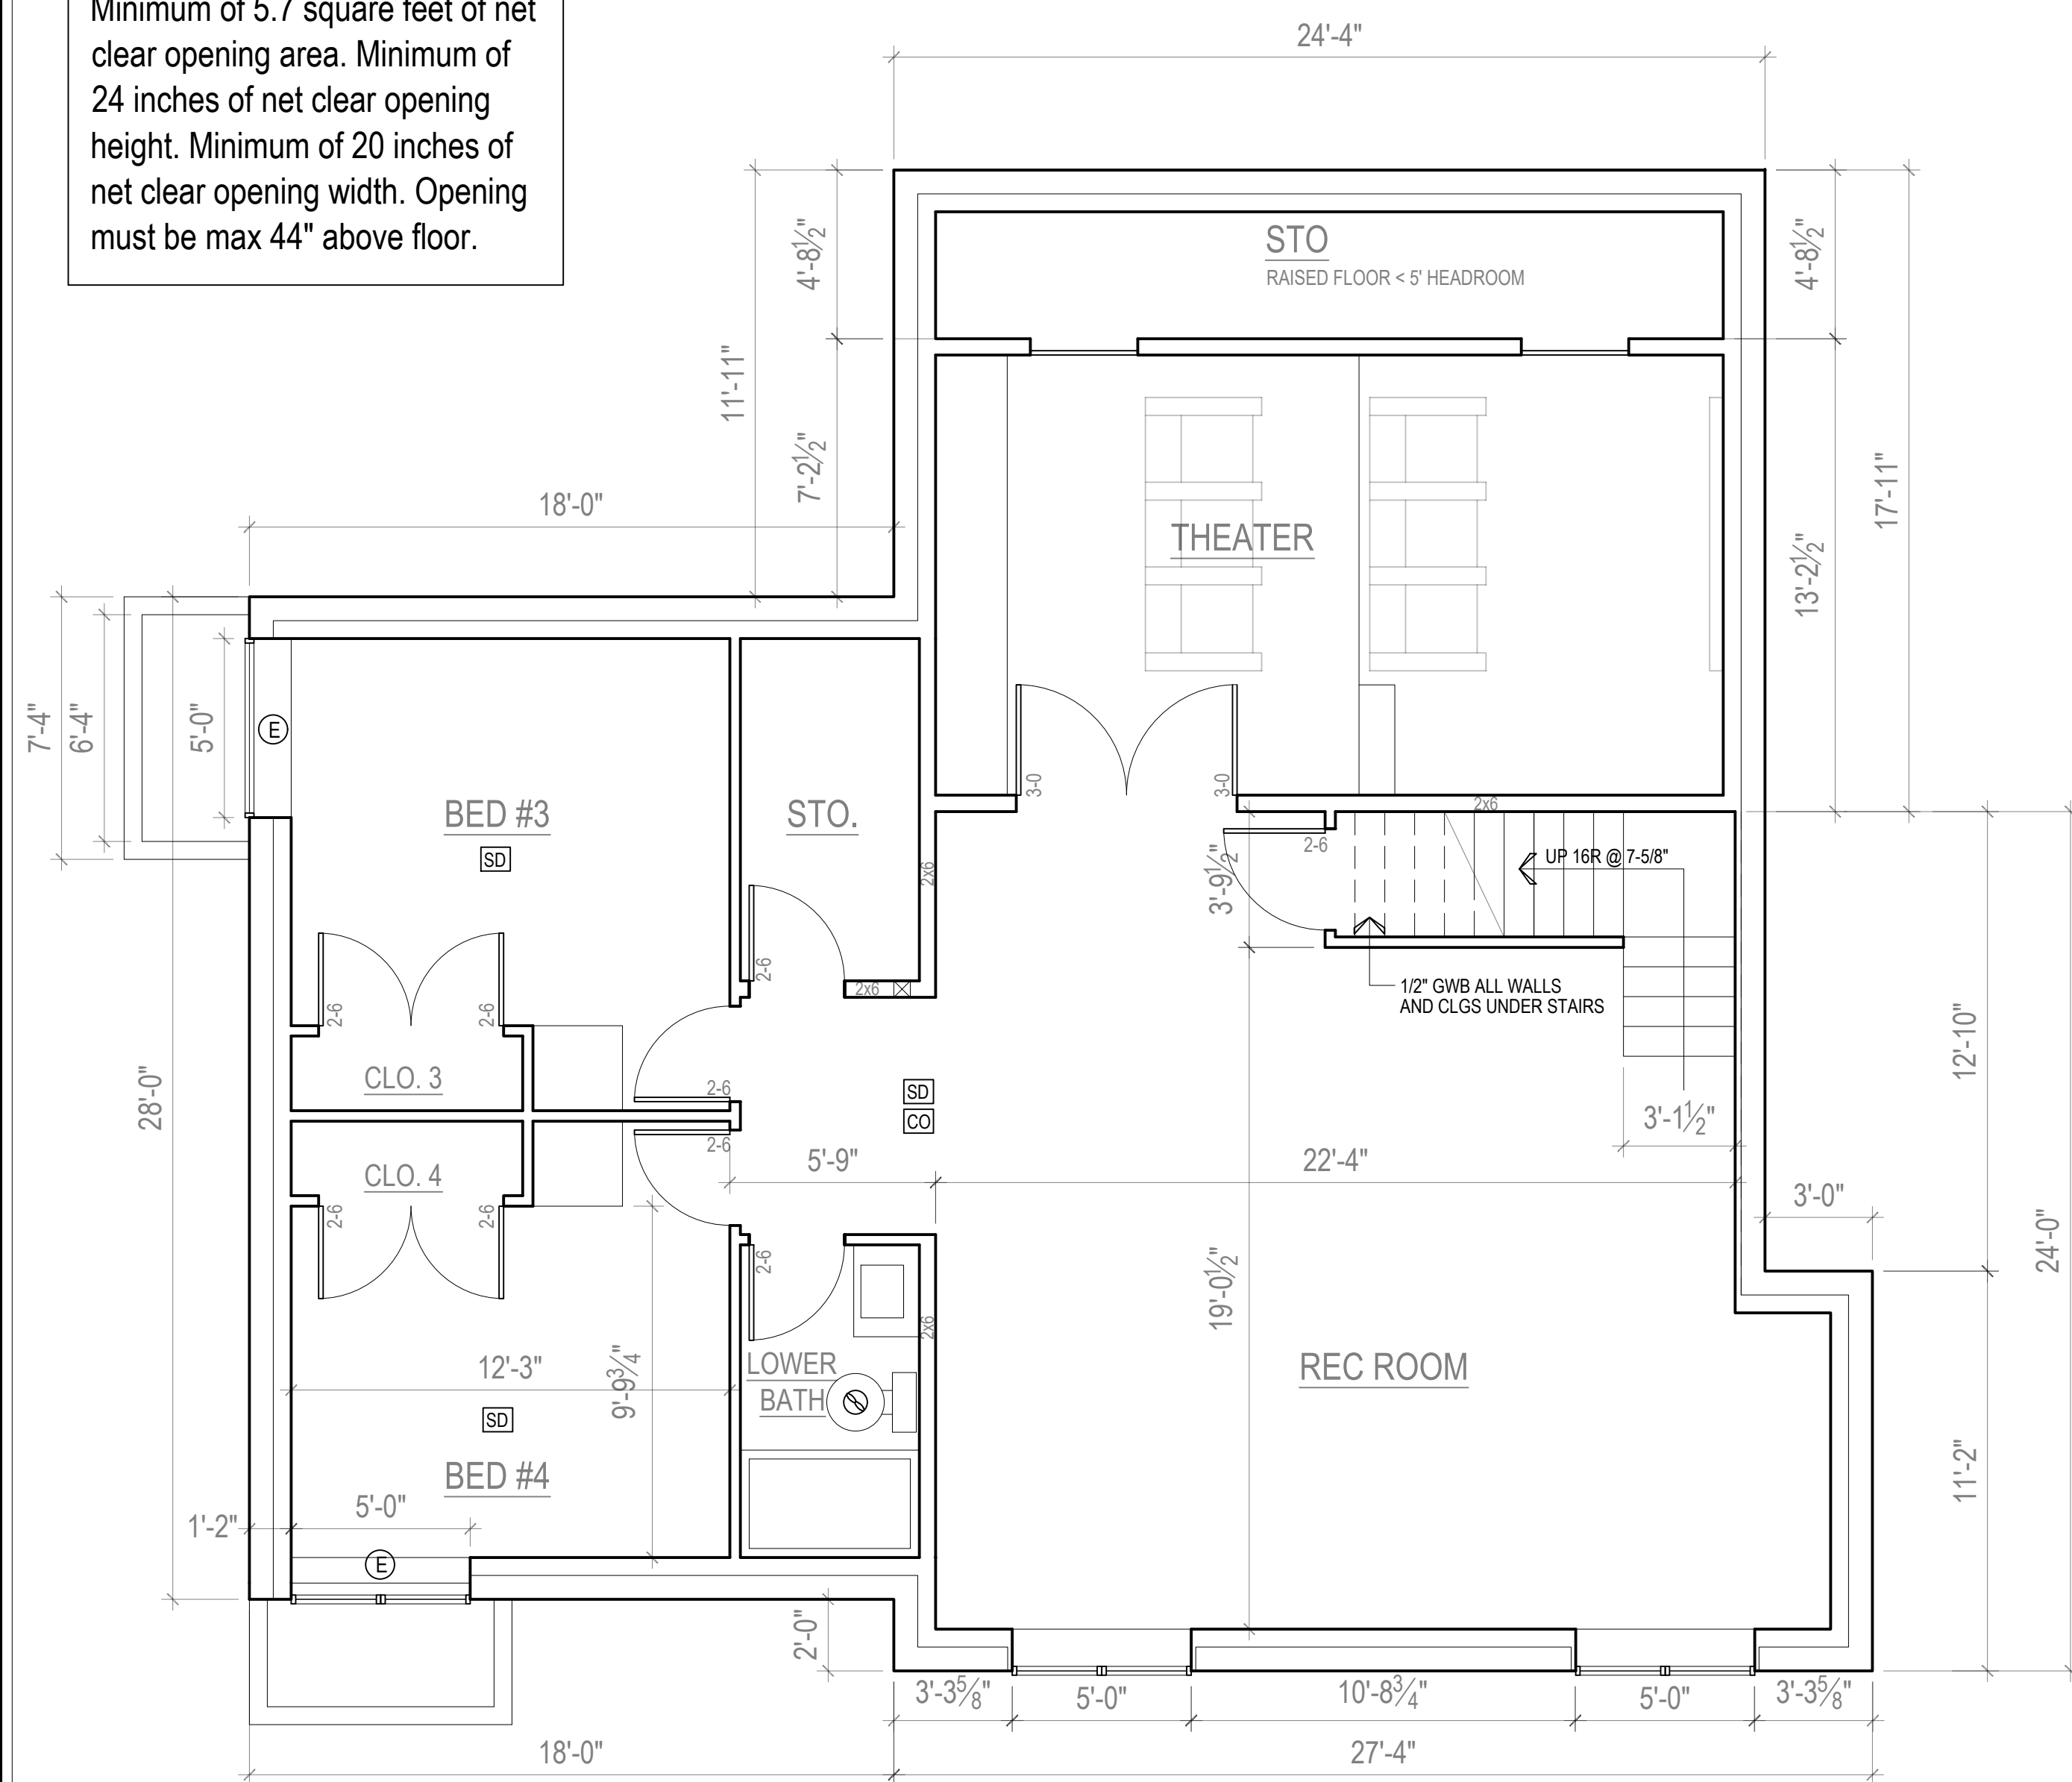 Minimum of 5.7 square feet of net
clear opening area. Minimum of
24 inches of net clear opening
height. Minimum of 20 inches of
net clear opening width. Opening
must be max 44" above floor.
24'-4"
4'-8½"
11'-11"
7'-2½"
18'-0"
STO
RAISED FLOOR < 5' HEADROOM
4'-8½"
17'-11"
13'-2½"
THEATER
3-0
3-0
7'-4"
6'-4"
5'-0"
E
BED #3
SD
STO.
2x6
2-6
2x6
2x6
2-6
3'-9½"
UP 16R @ 7-5/8"
1/2" GWB ALL WALLS
AND CLGS UNDER STAIRS
2-6
2-6
CLO. 3
2-6
28'-0"
SD
CO
12'-10"
3'-1½"
2-6
CLO. 4
5'-9"
22'-4"
3'-0"
24'-0"
2-6
2-6
2-6
2x6
19'-0½"
12'-3"
9'-9¾"
LOWER
BATH
REC ROOM
SD
BED #4
11'-2"
5'-0"
1'-2"
E
2'-0"
3'-3⅝"
5'-0"
10'-8¾"
5'-0"
3'-3⅝"
18'-0"
27'-4"